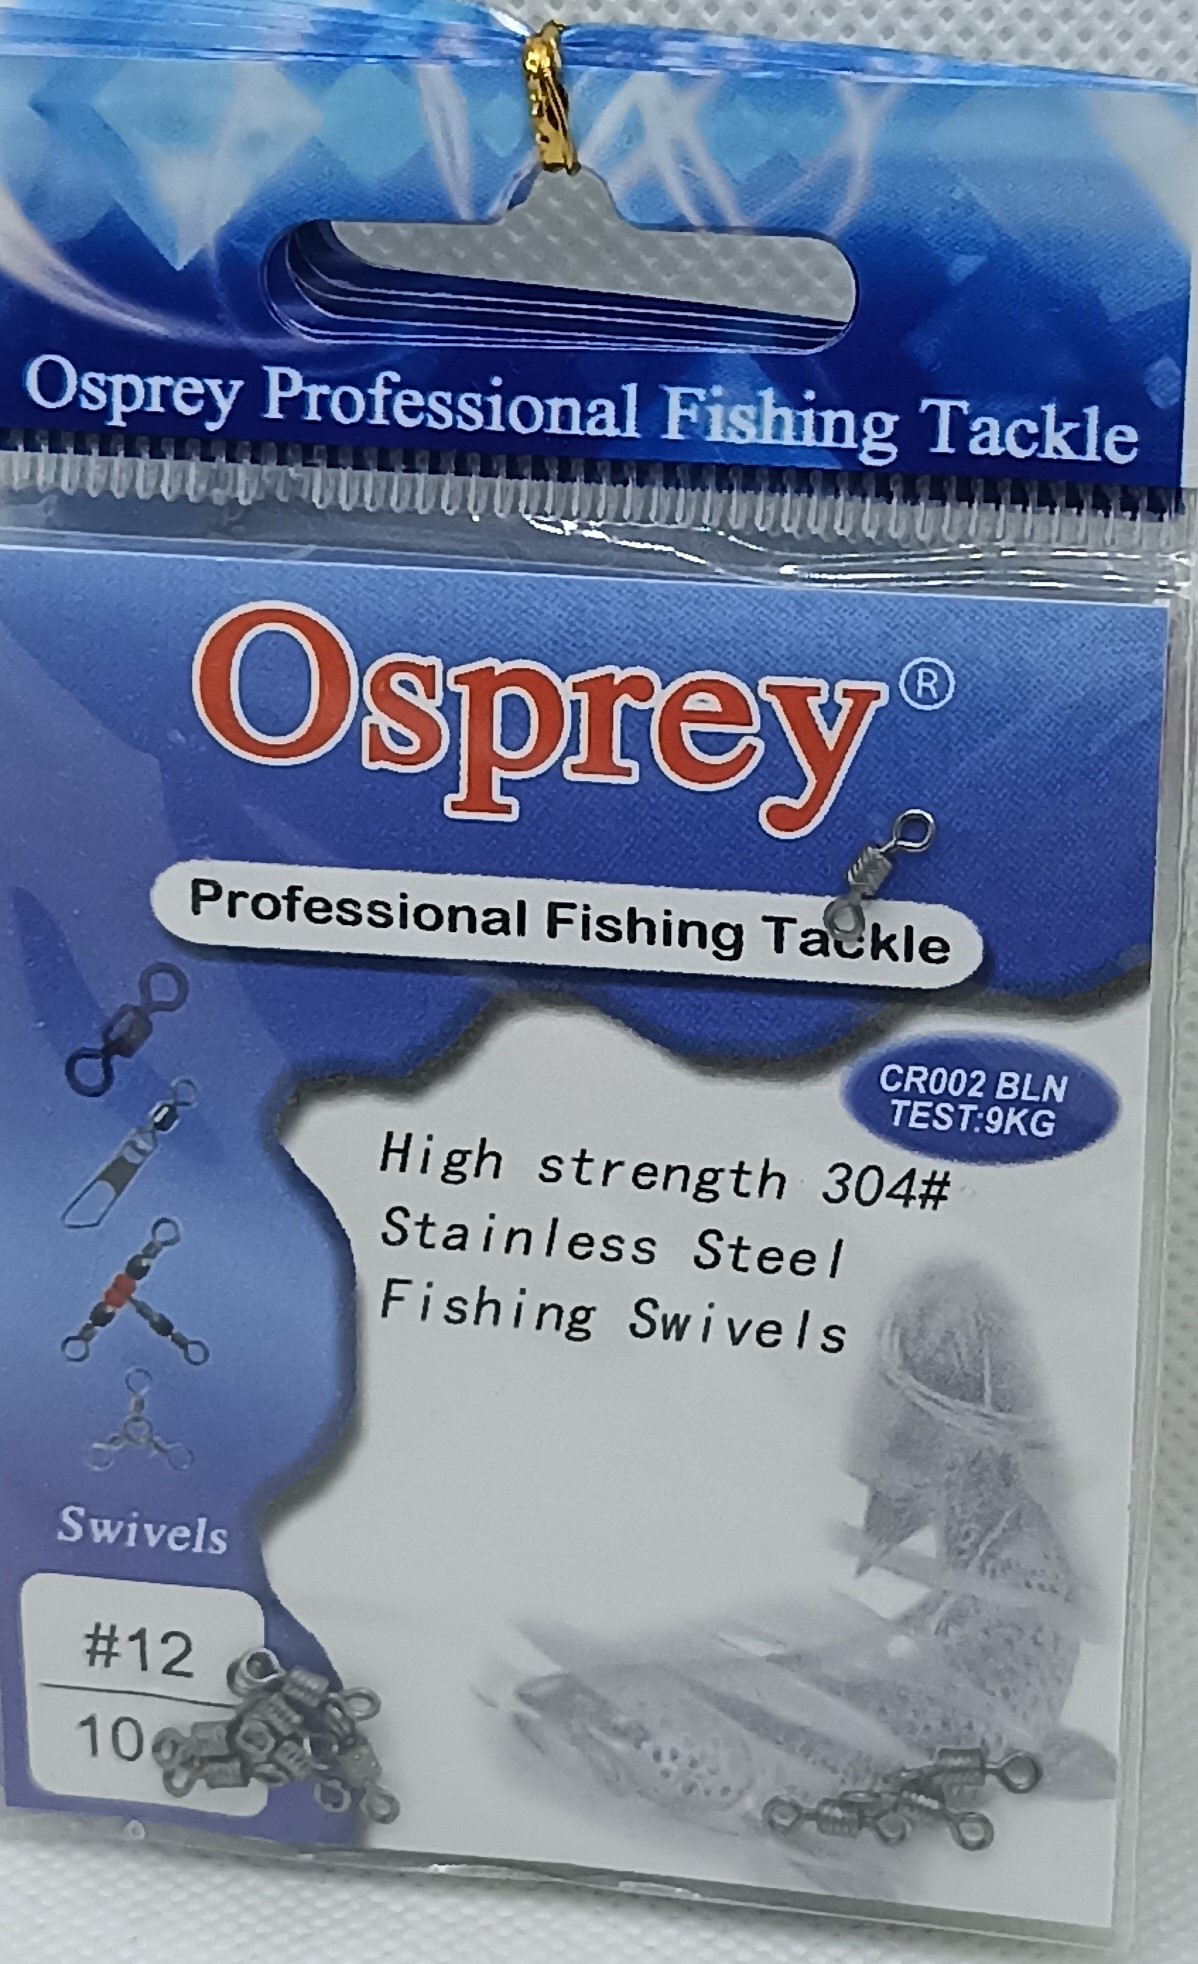 Osprey Professional Fishing Tackle
Osprey®
Professional Fishing Tackle
CR002 BLN
TEST:9KG
High strength 304#
Stainless Steel
Fishing Swivels
Swivels
#12
10